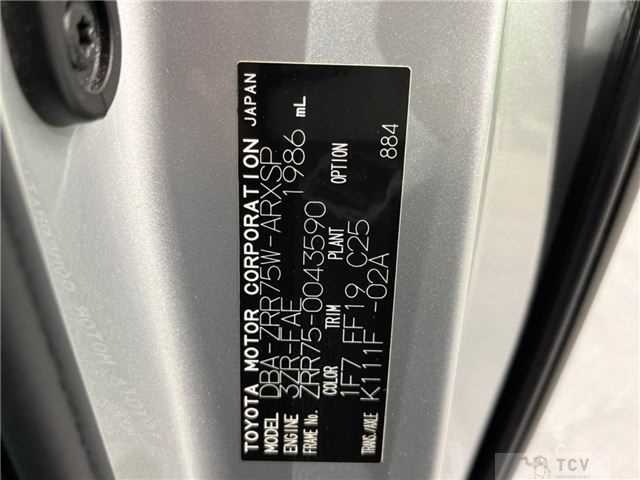 TOYOTA MOTOR CORPORATION JAPAN
MODEL DBA-ZRR75W-ARXSP
ENGINE 3ZR-FAE 1986 mL
FRAME No. ZRR75-0043590
COLOR TRIM PLANT OPTION
1F7 FF19 C25 884
TRANS./AXLE K111F -02A
TCV